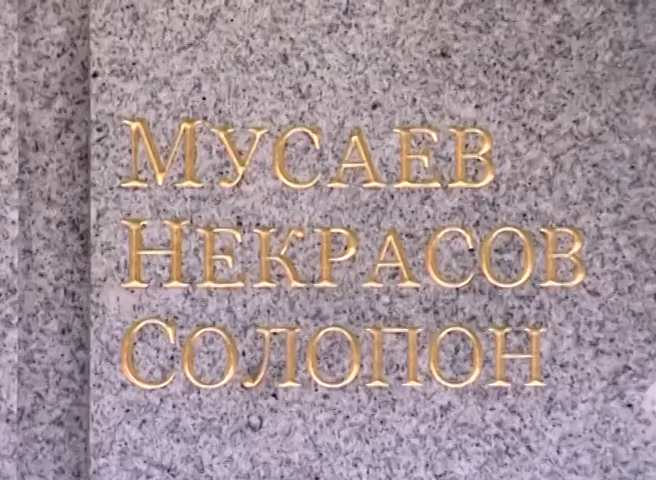 Мусаев
Некрасов
Солопон